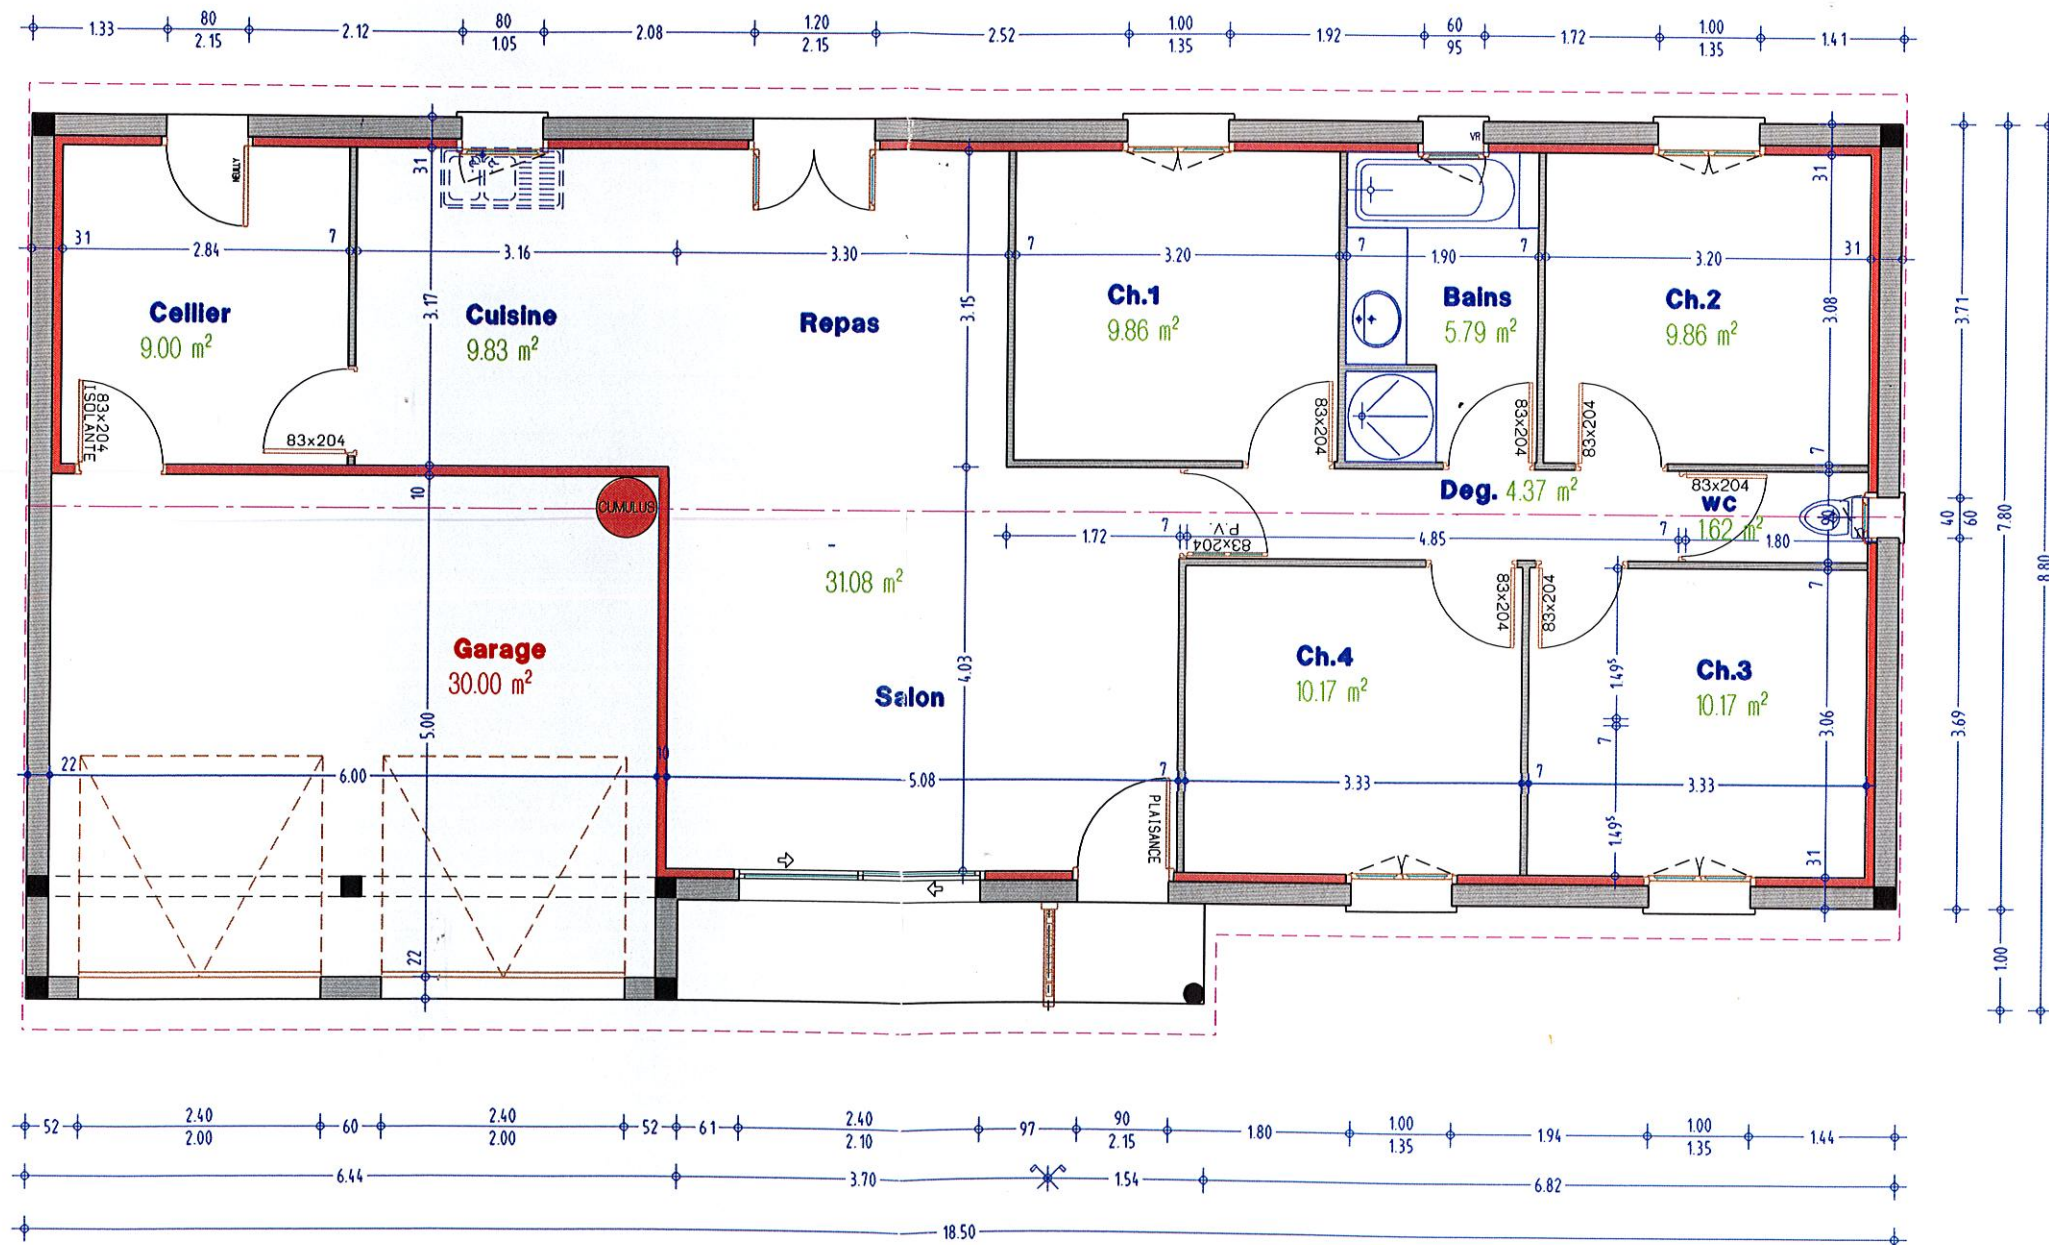 1.33 80 2.12 80 2.08 1.20 2.52 1.00 1.92 60 1.72 1.00 1.41
2.15 1.05 2.15 1.35 95 1.35
NEUILLY
VR
31
31
31 2.84 7 3.16 3.30 7 3.20 7 1.90 7 3.20 31
Cellier
9.00 m²
Cuisine
9.83 m²
3.17
Repas
3.15
Ch.1
9.86 m²
Bains
5.79 m²
Ch.2
9.86 m²
3.08
3.71
83x204
ISOLANTE
83x204
83x204
83x204
83x204
7
10
CUMULUS
Deg. 4.37 m²
83x204
WC
1.62 m²
90
40
60
7.80
8.80
1.72 7 4.85 7 1.80
P.V.
83x204
31.08 m²
83x204
83x204
7
Garage
30.00 m²
Salon
4.03
Ch.4
10.17 m²
1.49⁵
Ch.3
10.17 m²
5.00
7
3.06
3.69
22 6.00 10 5.08 7 3.33 7 3.33
PLAISANCE
1.49⁵
31
22
1.00
52 2.40 60 2.40 52 61 2.40 97 90 1.80 1.00 1.94 1.00 1.44
2.00 2.00 2.10 2.15 1.35 1.35
6.44 3.70 1.54 6.82
18.50